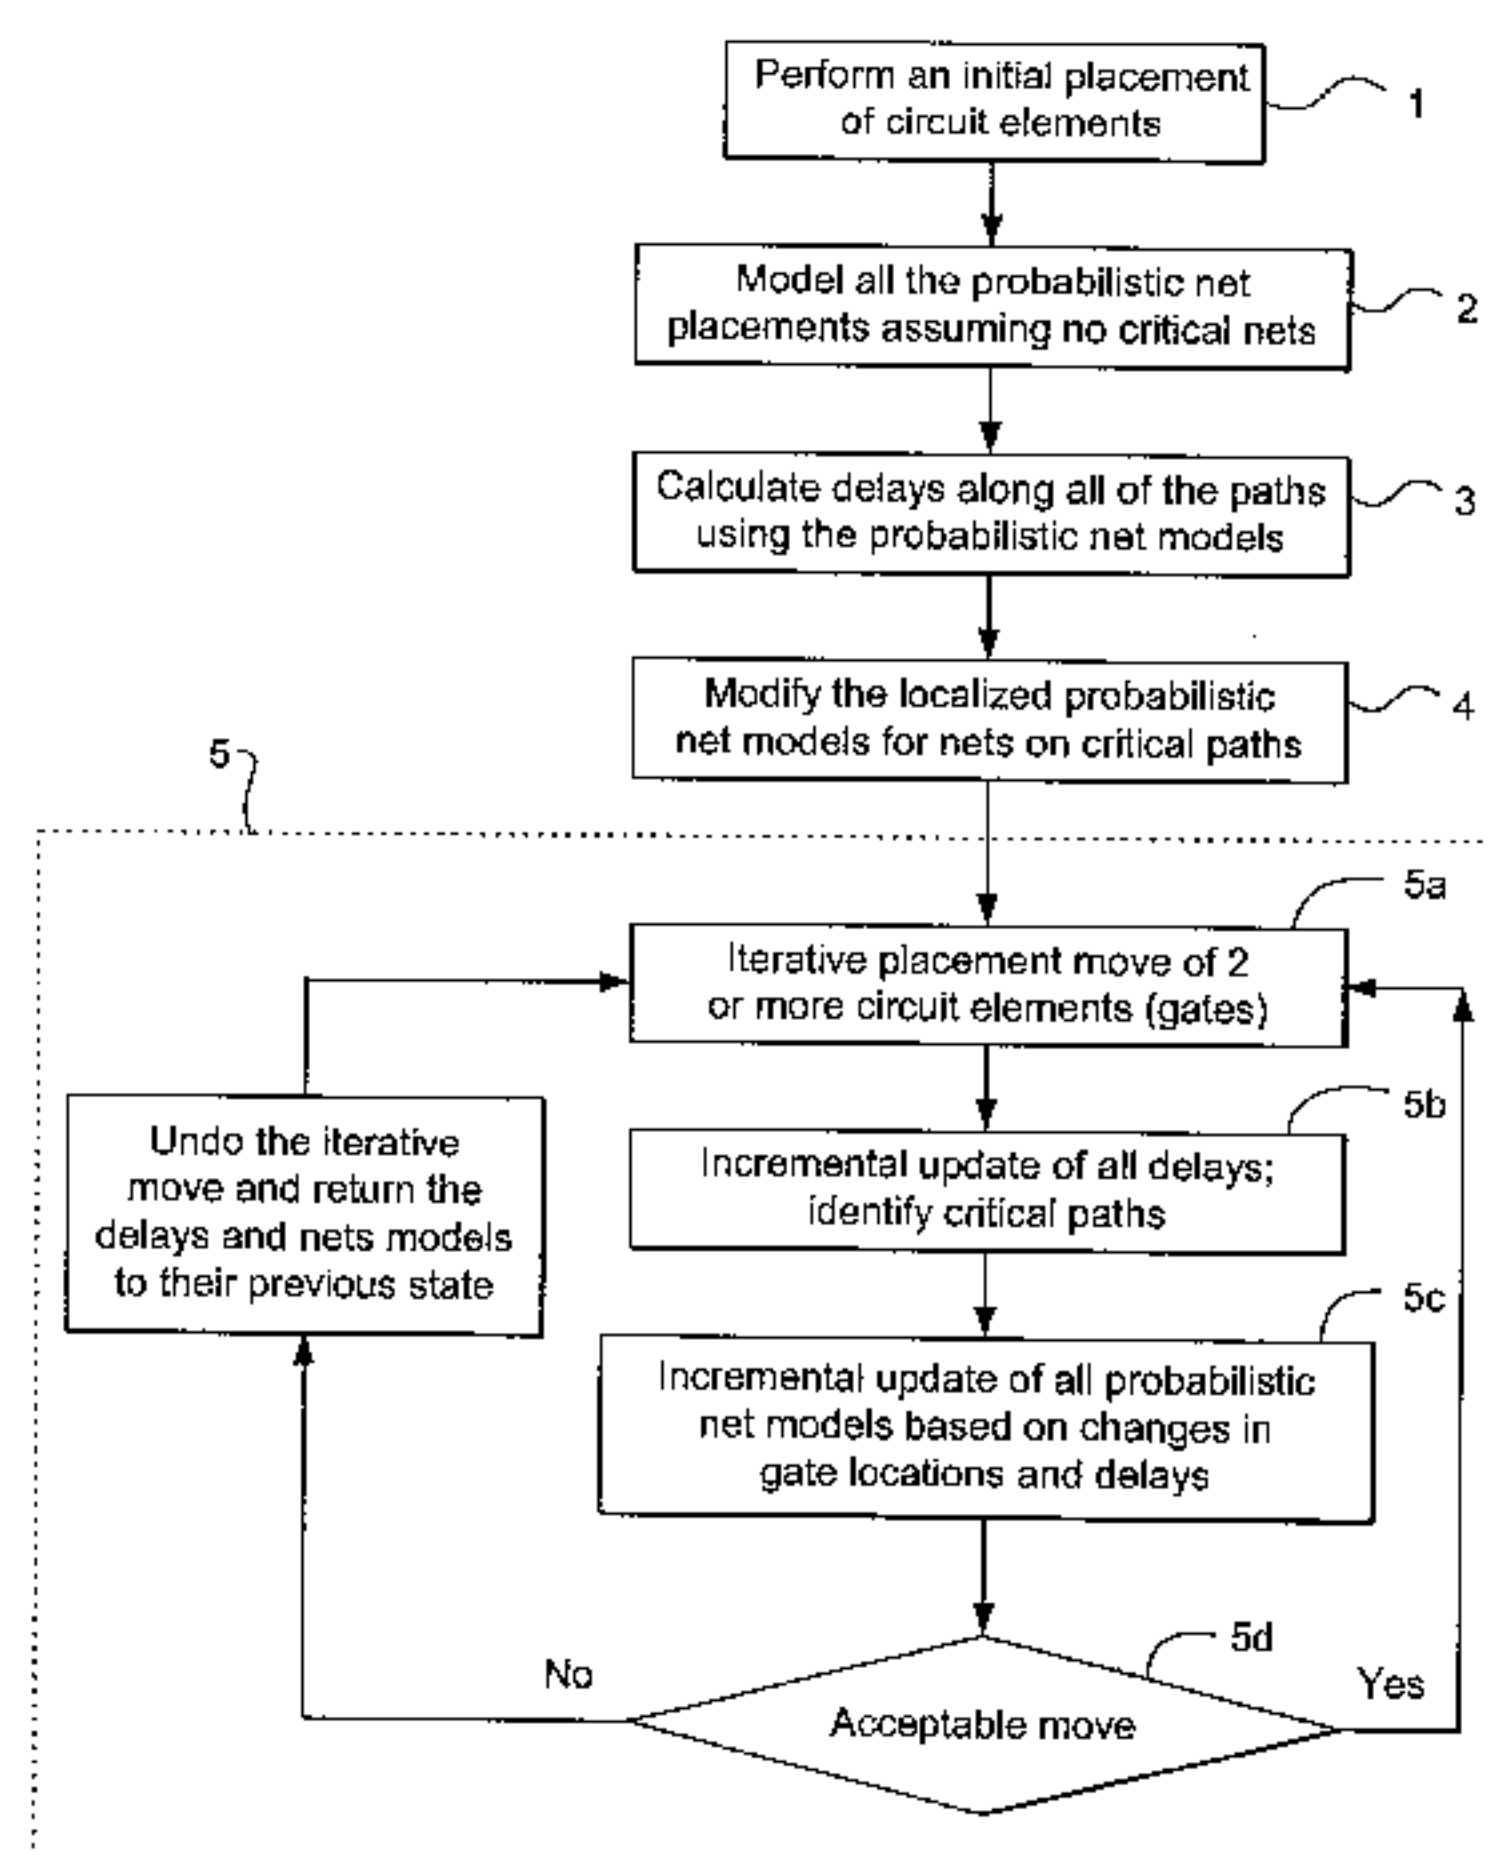 Perform an initial placement
of circuit elements
1
Model all the probabilistic net
placements assuming no critical nets
2
Calculate delays along all of the paths
using the probabilistic net models
3
Modify the localized probabilistic
net models for nets on critical paths
4
5
5a
Iterative placement move of 2
or more circuit elements (gates)
5b
Incremental update of all delays;
identify critical paths
Undo the iterative
move and return the
delays and nets models
to their previous state
5c
Incremental update of all probabilistic
net models based on changes in
gate locations and delays
5d
No
Yes
Acceptable move